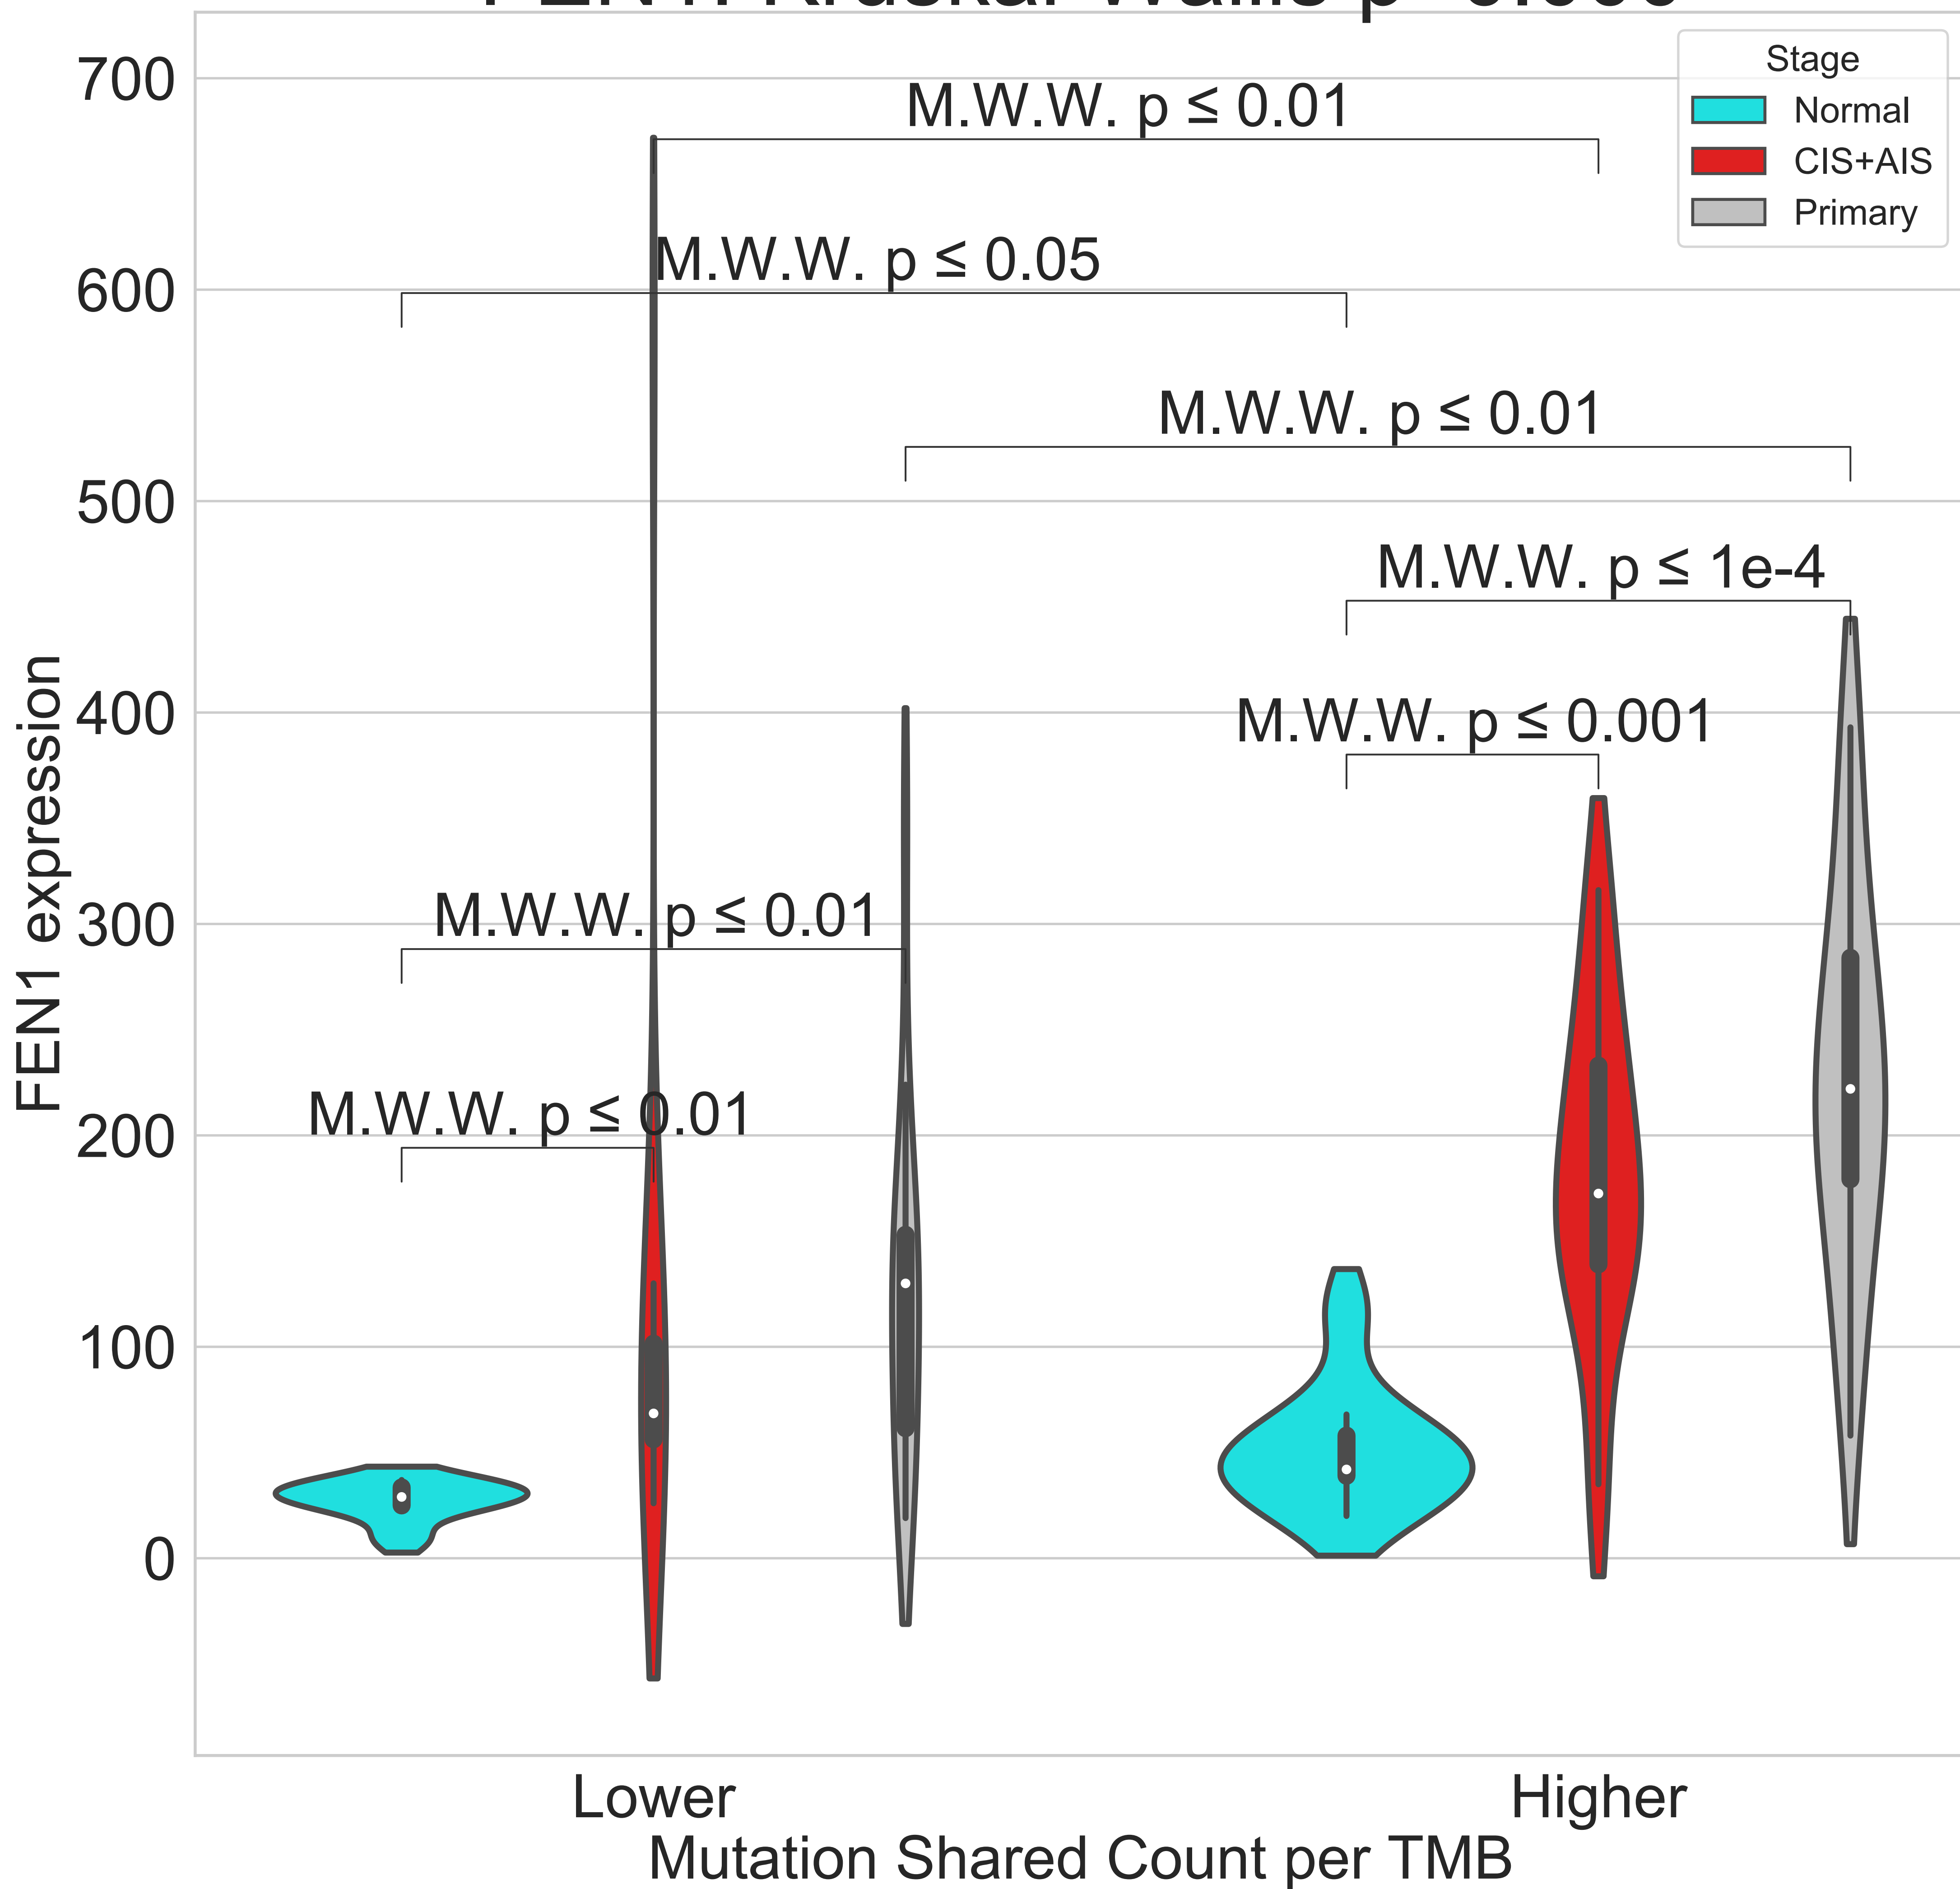 Stage
Normal
CIS+AIS
Primary
M.W.W. p ≤ 0.01
M.W.W. p ≤ 0.05
M.W.W. p ≤ 0.01
M.W.W. p ≤ 1e-4
M.W.W. p ≤ 0.001
M.W.W. p ≤ 0.01
M.W.W. p ≤ 0.01
700
600
500
400
300
200
100
0
FEN1 expression
Lower
Higher
Mutation Shared Count per TMB